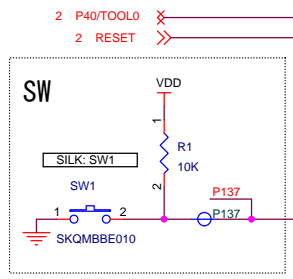 2 P40/TOOL0
2 RESET
SW
VDD
1
R1
10K
SILK: SW1
2
P137
SW1
1 2
P137
SKQMBBE010